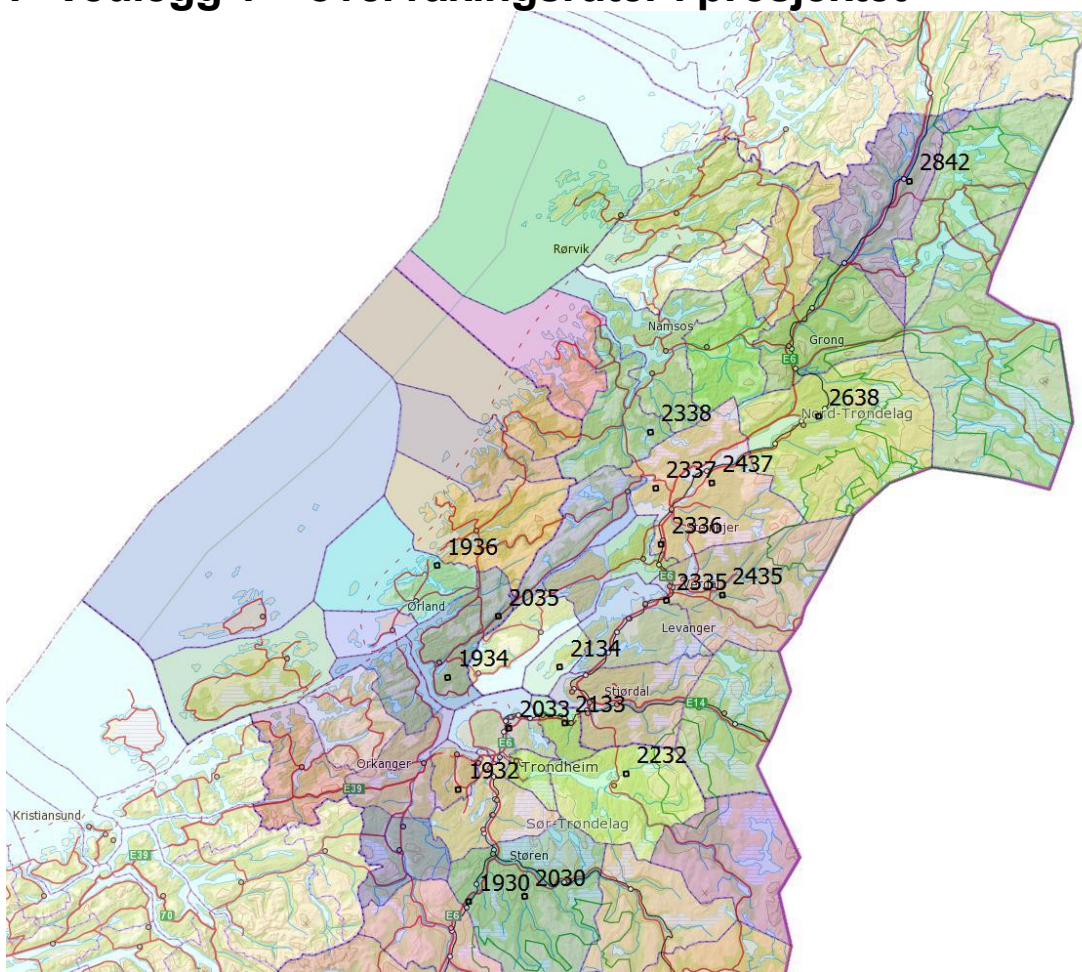 2842
Rørvik
Namsos
Grong
E6
2638
Nord-Trøndelag
2338
2337
2437
2336
Steinkjer
1936
E6
2335
2435
Ørland
2035
Levanger
2134
1934
Stjørdal
2033
2133
E14
E6
Orkanger
Trondheim
2232
1932
E39
Kristiansund
Sør-Trøndelag
E39
Støren
1930
2030
70
E6